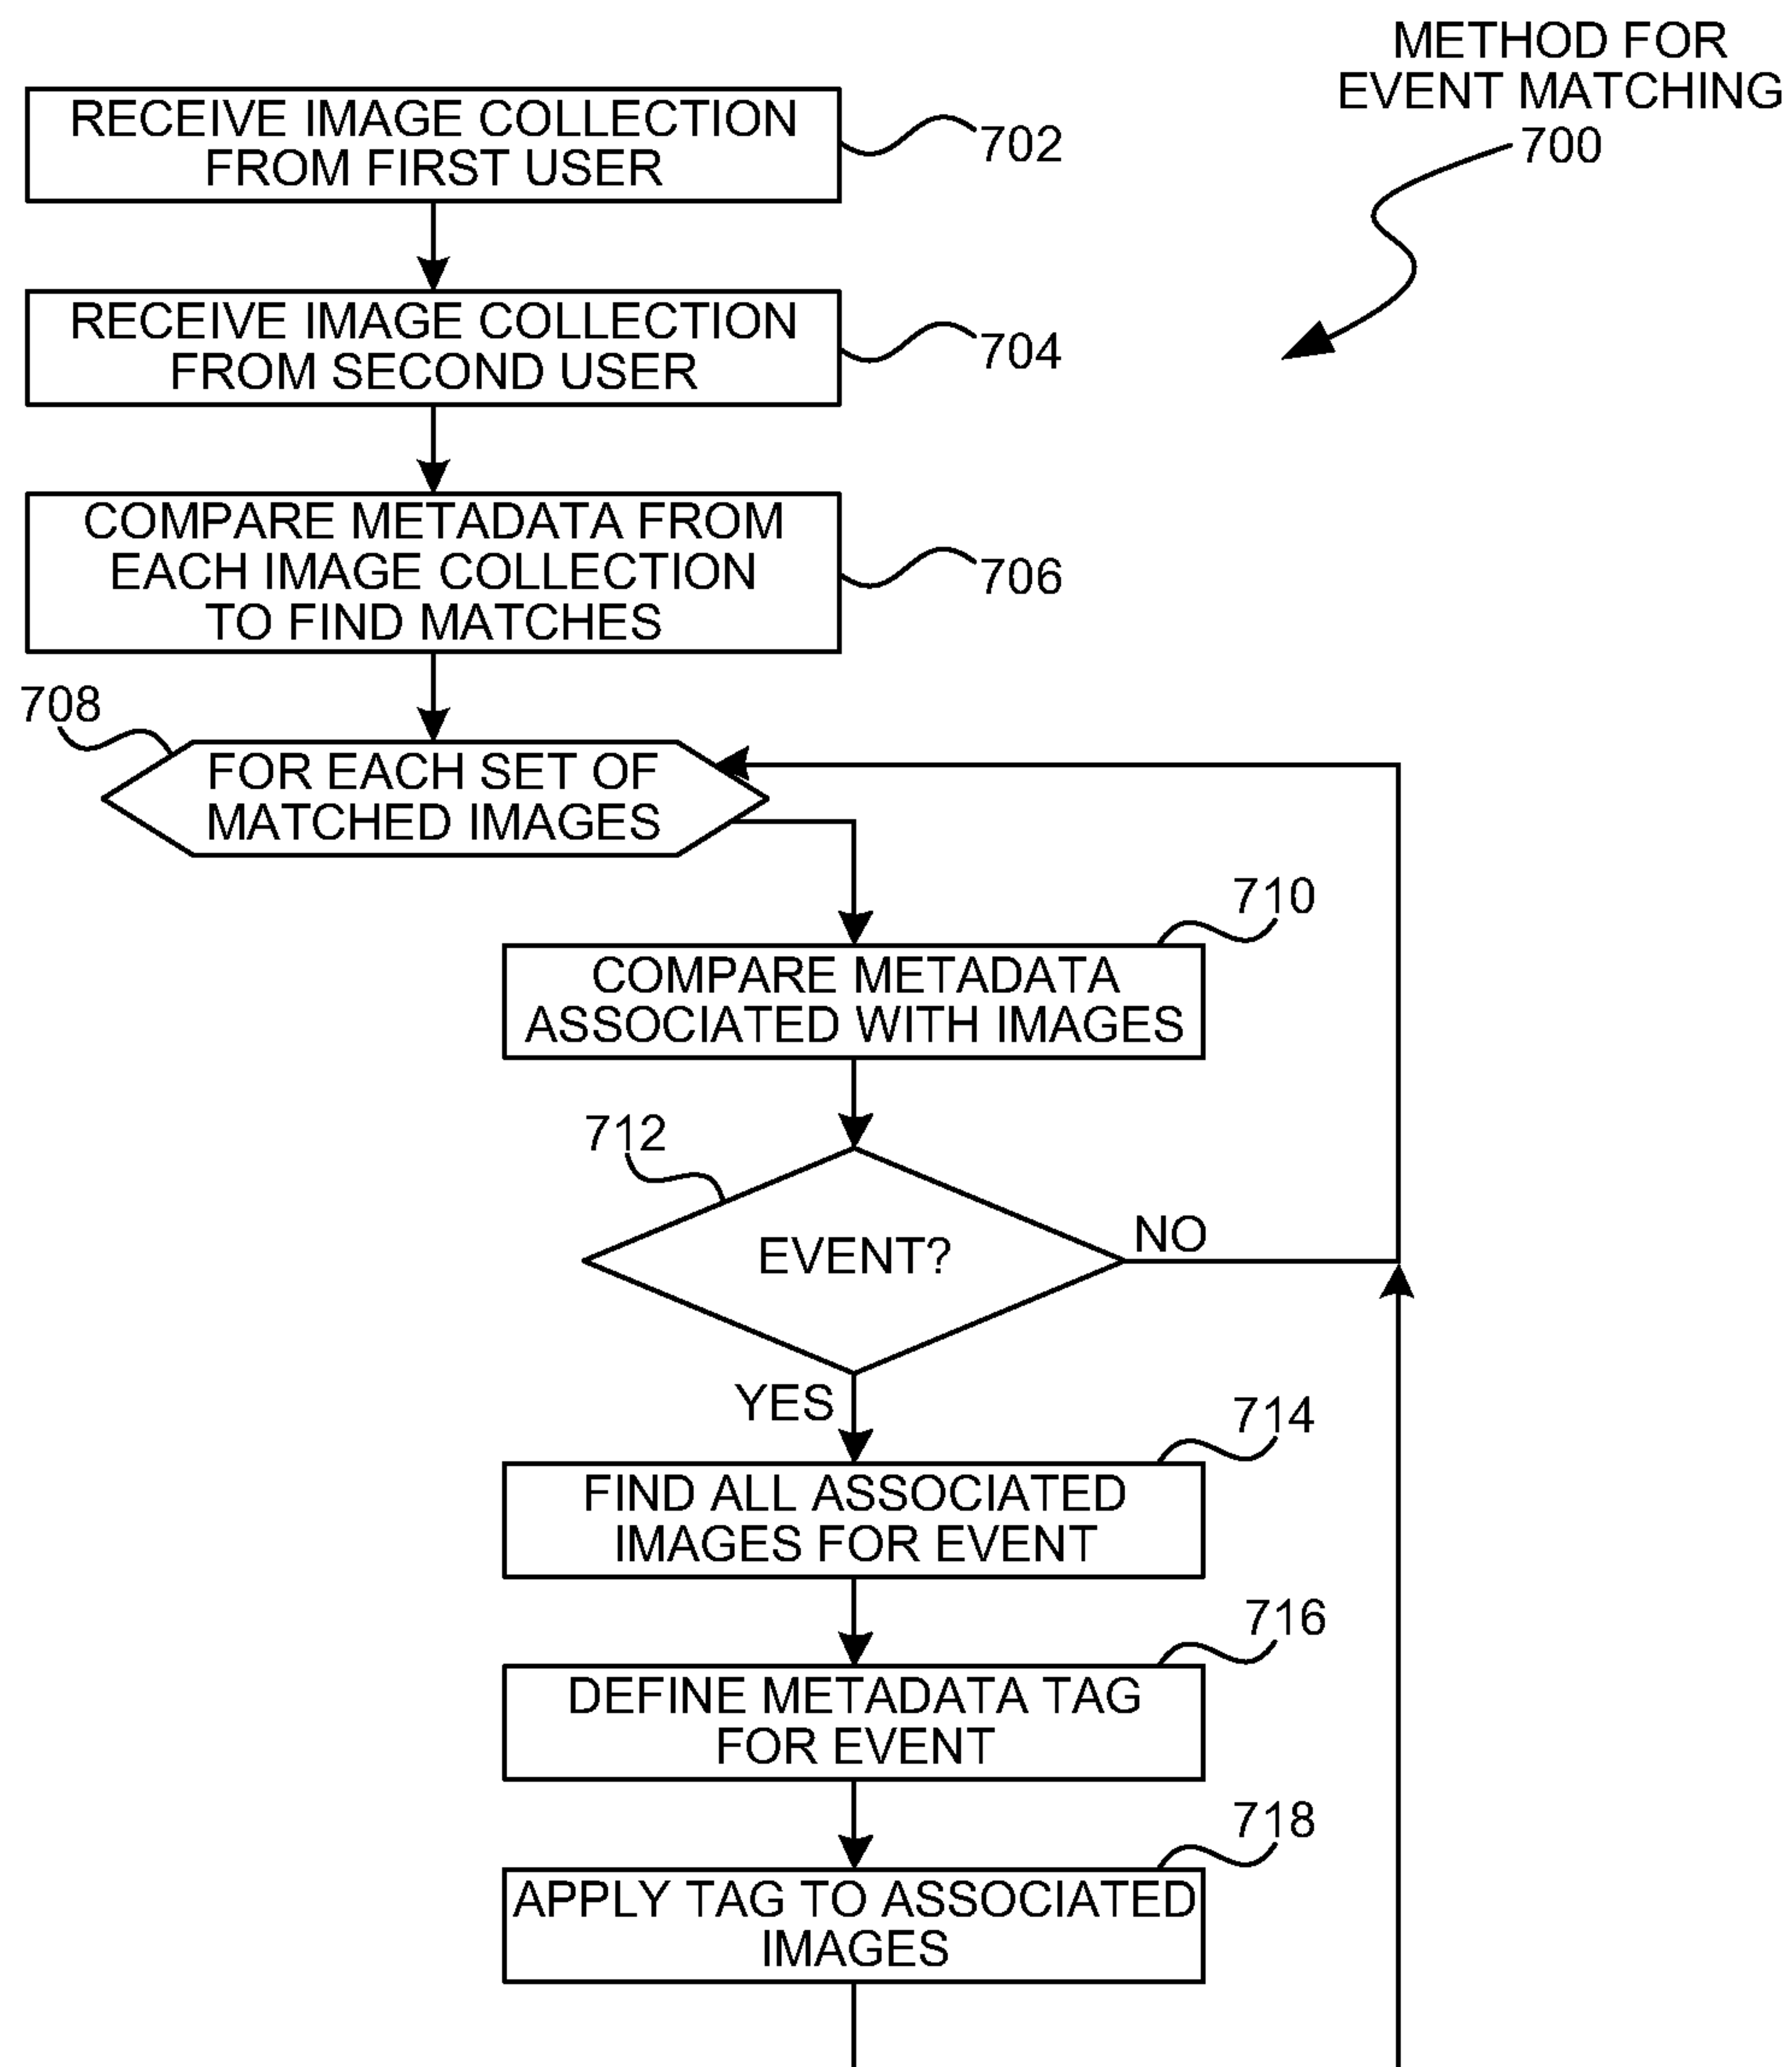 METHOD FOR
EVENT MATCHING
700
RECEIVE IMAGE COLLECTION
FROM FIRST USER
702
RECEIVE IMAGE COLLECTION
FROM SECOND USER
704
COMPARE METADATA FROM
EACH IMAGE COLLECTION
TO FIND MATCHES
706
708
FOR EACH SET OF
MATCHED IMAGES
710
COMPARE METADATA
ASSOCIATED WITH IMAGES
712
EVENT?
NO
YES
714
FIND ALL ASSOCIATED
IMAGES FOR EVENT
716
DEFINE METADATA TAG
FOR EVENT
718
APPLY TAG TO ASSOCIATED
IMAGES